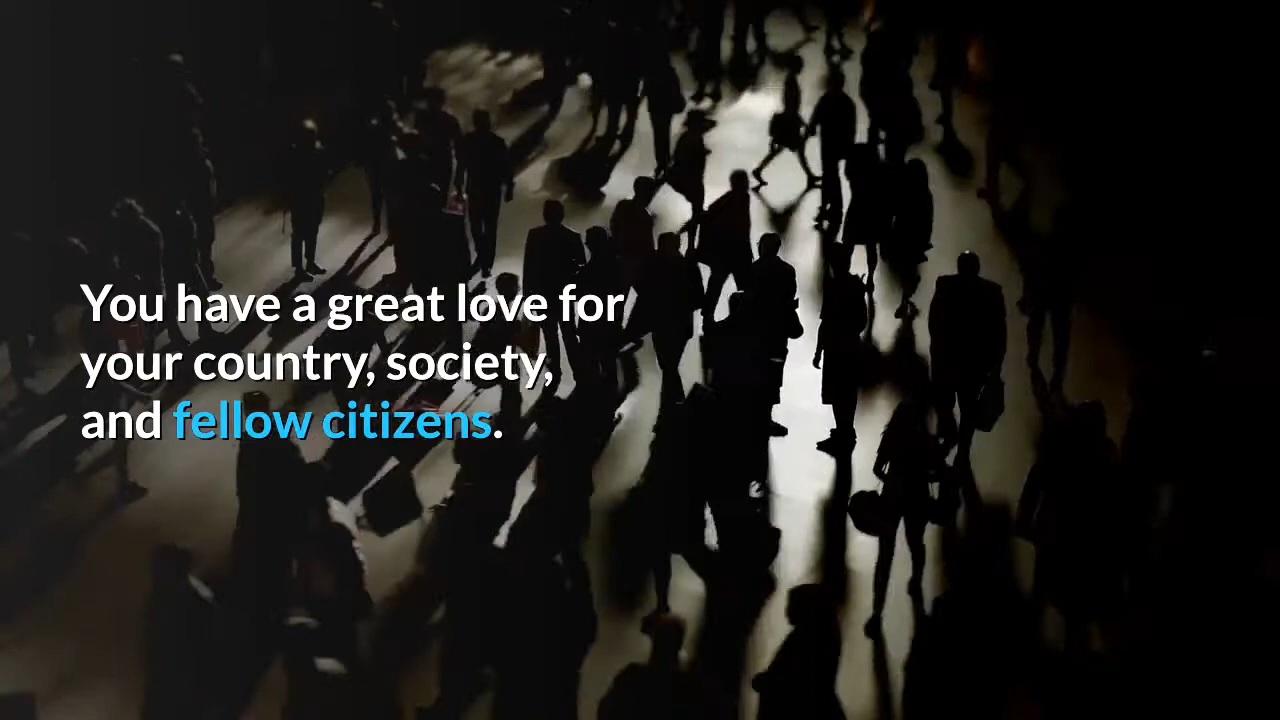 You have a great love for
your country, society,
and fellow citizens.